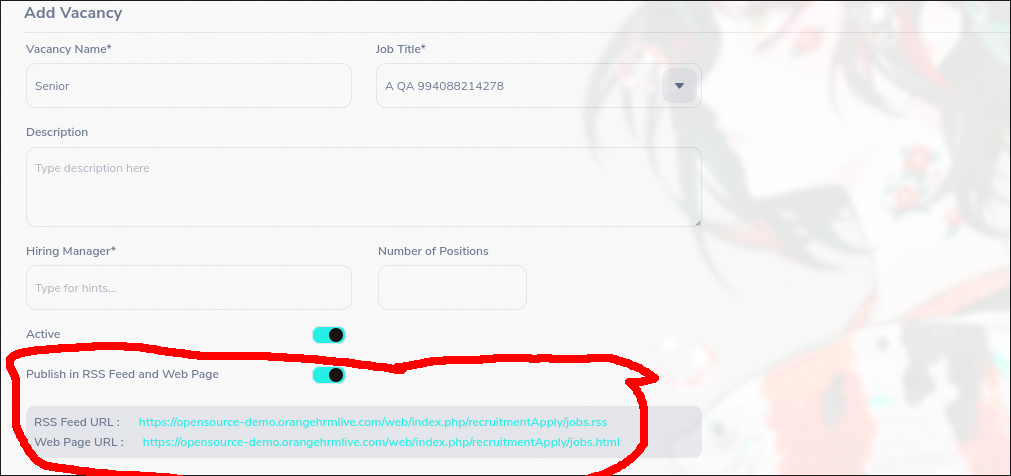 Add Vacancy
Vacancy Name* Job Title*
Senior A QA 994088214278
Description
Type description here
Hiring Manager* Number of Positions
Type for hints...
Active
Publish in RSS Feed and Web Page
RSS Feed URL : https://opensource-demo.orangehrmlive.com/web/index.php/recruitmentApply/jobs.rss
Web Page URL : https://opensource-demo.orangehrmlive.com/web/index.php/recruitmentApply/jobs.html